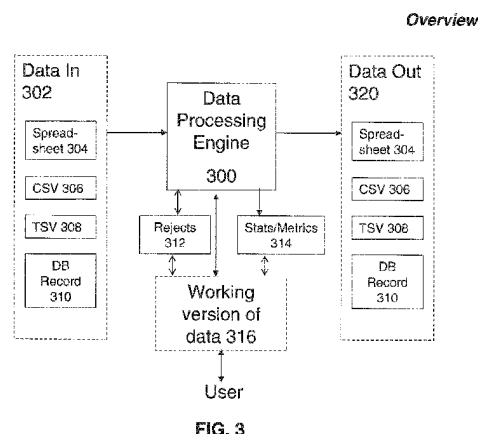 Overview
Data In
302
Spread-
sheet 304
CSV 306
TSV 308
DB
Record
310
Data
Processing
Engine
300
Rejects
312
Stats/Metrics
314
Working
version of
data 316
User
Data Out
320
Spread-
sheet 304
CSV 306
TSV 308
DB
Record
310
FIG. 3